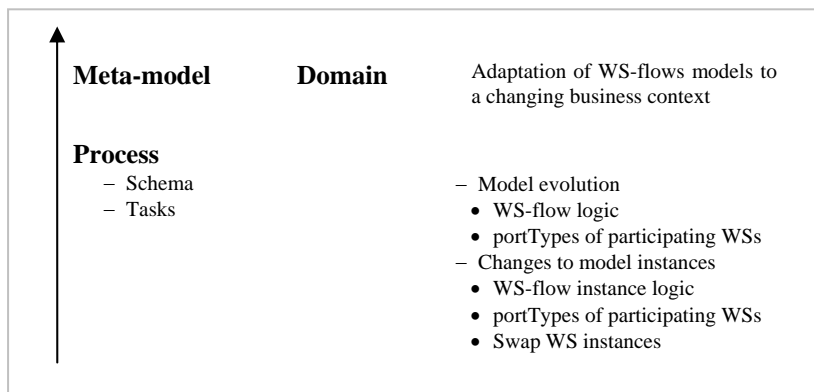 Meta-model Domain Adaptation of WS-flows models to
a changing business context
Process
– Schema
– Tasks
– Model evolution
• WS-flow logic
• portTypes of participating WSs
– Changes to model instances
• WS-flow instance logic
• portTypes of participating WSs
• Swap WS instances